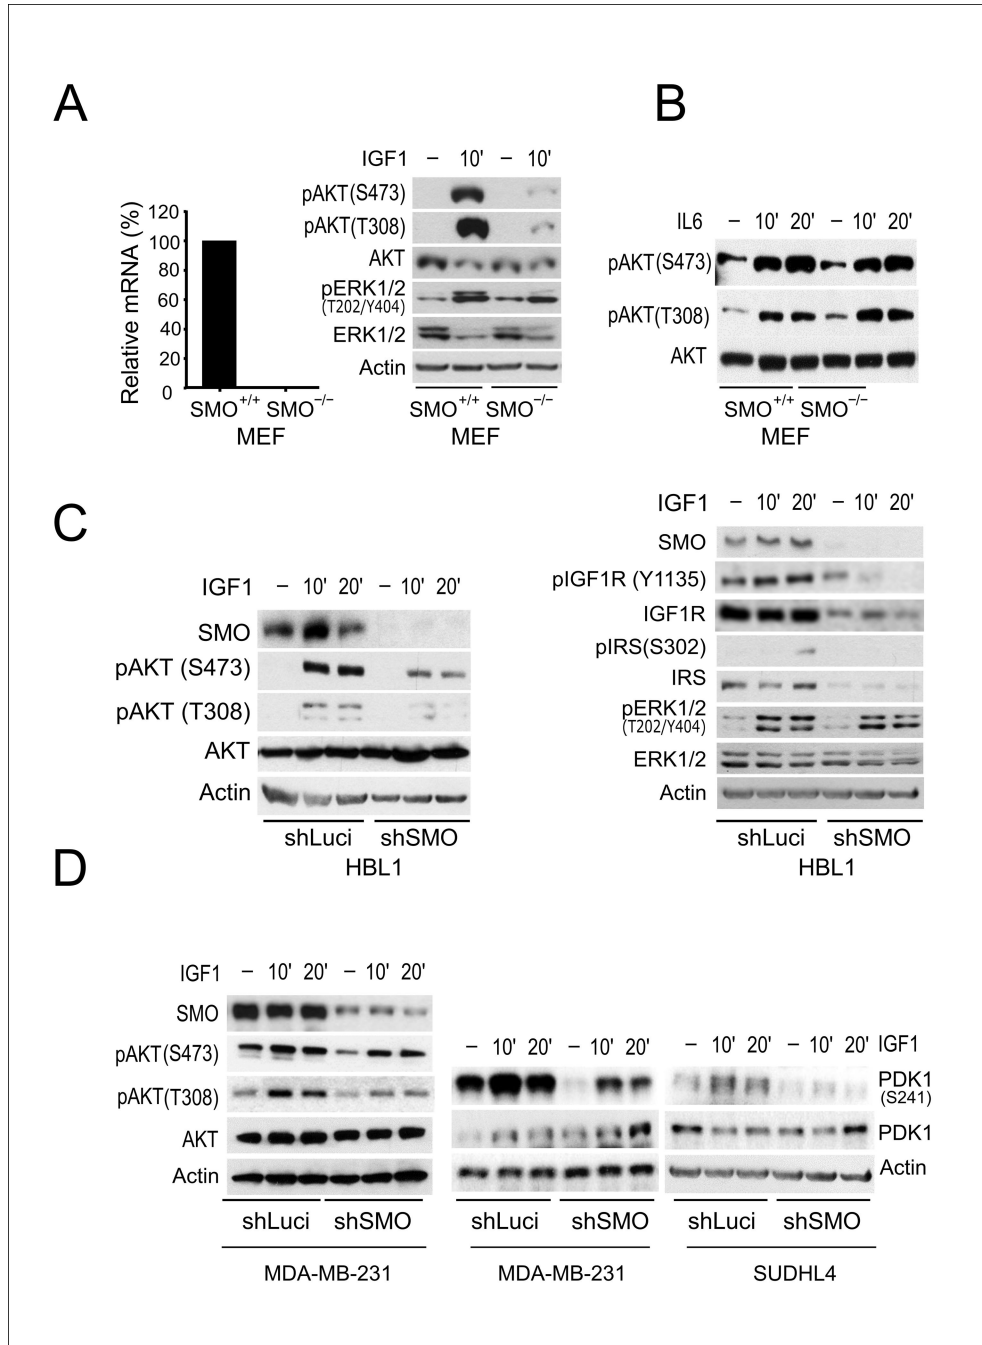 A
B
IGF1 – 10' – 10'
pAKT(S473)
pAKT(T308)
AKT
pERK1/2
(T202/Y404)
ERK1/2
Actin
SMO+/+ SMO−/−
MEF
Relative mRNA (%)
120
100
80
60
40
20
0
SMO+/+ SMO−/−
MEF
IL6 – 10' 20' – 10' 20'
pAKT(S473)
pAKT(T308)
AKT
SMO+/+ SMO−/−
MEF
C
IGF1 – 10' 20' – 10' 20'
SMO
pAKT (S473)
pAKT (T308)
AKT
Actin
shLuci shSMO
HBL1
IGF1 – 10' 20' – 10' 20'
SMO
pIGF1R (Y1135)
IGF1R
pIRS(S302)
IRS
pERK1/2
(T202/Y404)
ERK1/2
Actin
shLuci shSMO
HBL1
D
IGF1 – 10' 20' – 10' 20'
SMO
pAKT(S473)
pAKT(T308)
AKT
Actin
shLuci shSMO
MDA-MB-231
– 10' 20' – 10' 20' – 10' 20' – 10' 20' IGF1
PDK1
(S241)
PDK1
Actin
shLuci shSMO shLuci shSMO
MDA-MB-231 SUDHL4